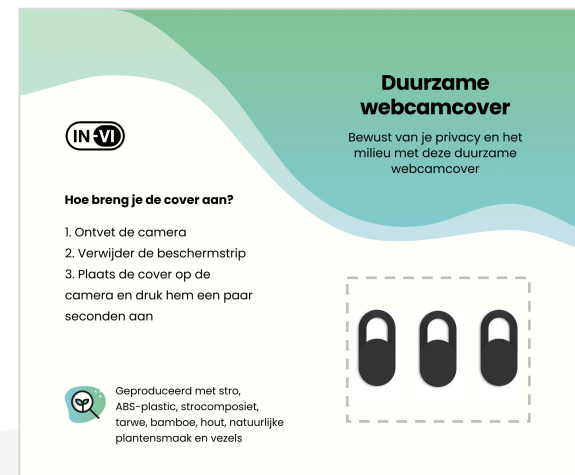 IN-VI
Hoe breng je de cover aan?
1. Ontvet de camera
2. Verwijder de beschermstrip
3. Plaats de cover op de
camera en druk hem een paar
seconden aan
Geproduceerd met stro,
ABS-plastic, strocomposiet,
tarwe, bamboe, hout, natuurlijke
plantensmaak en vezels
Duurzame
webcamcover
Bewust van je privacy en het
milieu met deze duurzame
webcamcover